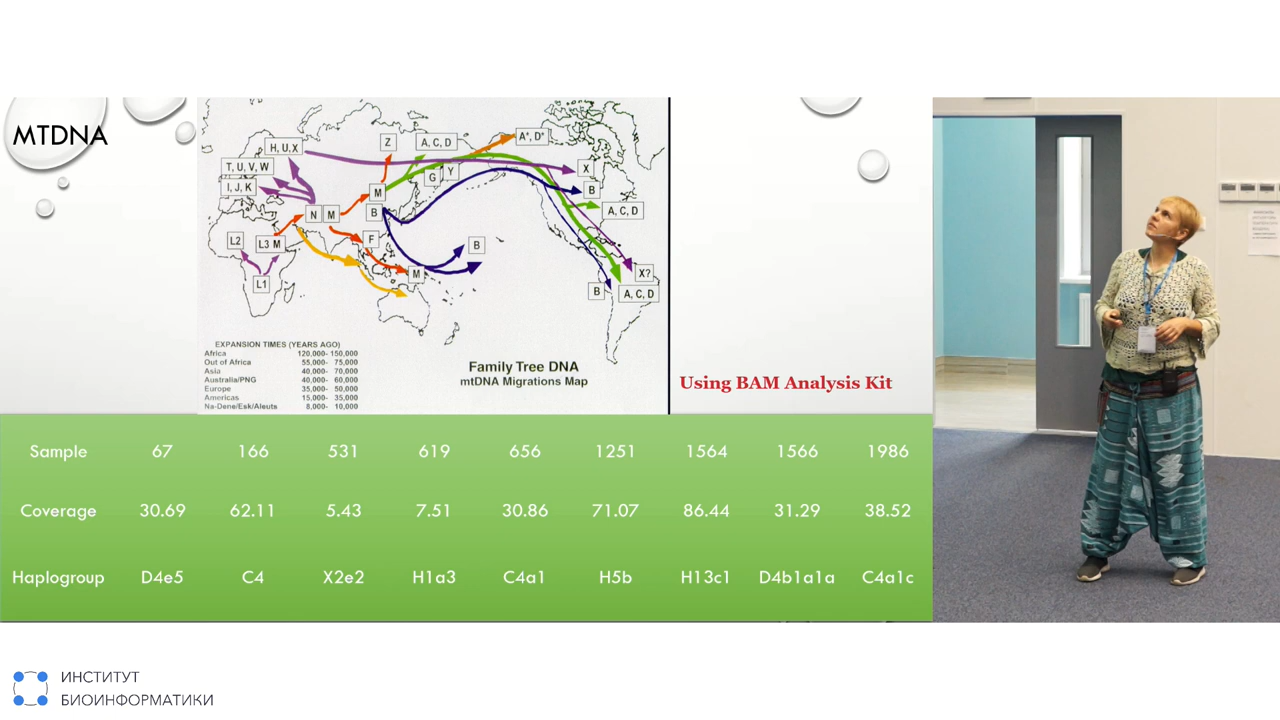 MTDNA
H, U, X
Z
A, C, D
A*, D*
T, U, V, W
G
Y
X
I, J, K
M
B
N
M
B
A, C, D
L2
L3 M
F
B
M
X?
L1
B
A, C, D
EXPANSION TIMES (YEARS AGO)
Africa 120,000- 150,000
Out of Africa 55,000- 75,000
Asia 40,000- 70,000
Australia/PNG 40,000- 60,000
Europe 35,000- 50,000
Americas 15,000- 35,000
Na-Dene/Esk/Aleuts 8,000- 10,000
Family Tree DNA
mtDNA Migrations Map
Using BAM Analysis Kit
Sample 67 166 531 619 656 1251 1564 1566 1986
Coverage 30.69 62.11 5.43 7.51 30.86 71.07 86.44 31.29 38.52
Haplogroup D4e5 C4 X2e2 H1a3 C4a1 H5b H13c1 D4b1a1a C4a1c
ИНСТИТУТ
БИОИНФОРМАТИКИ